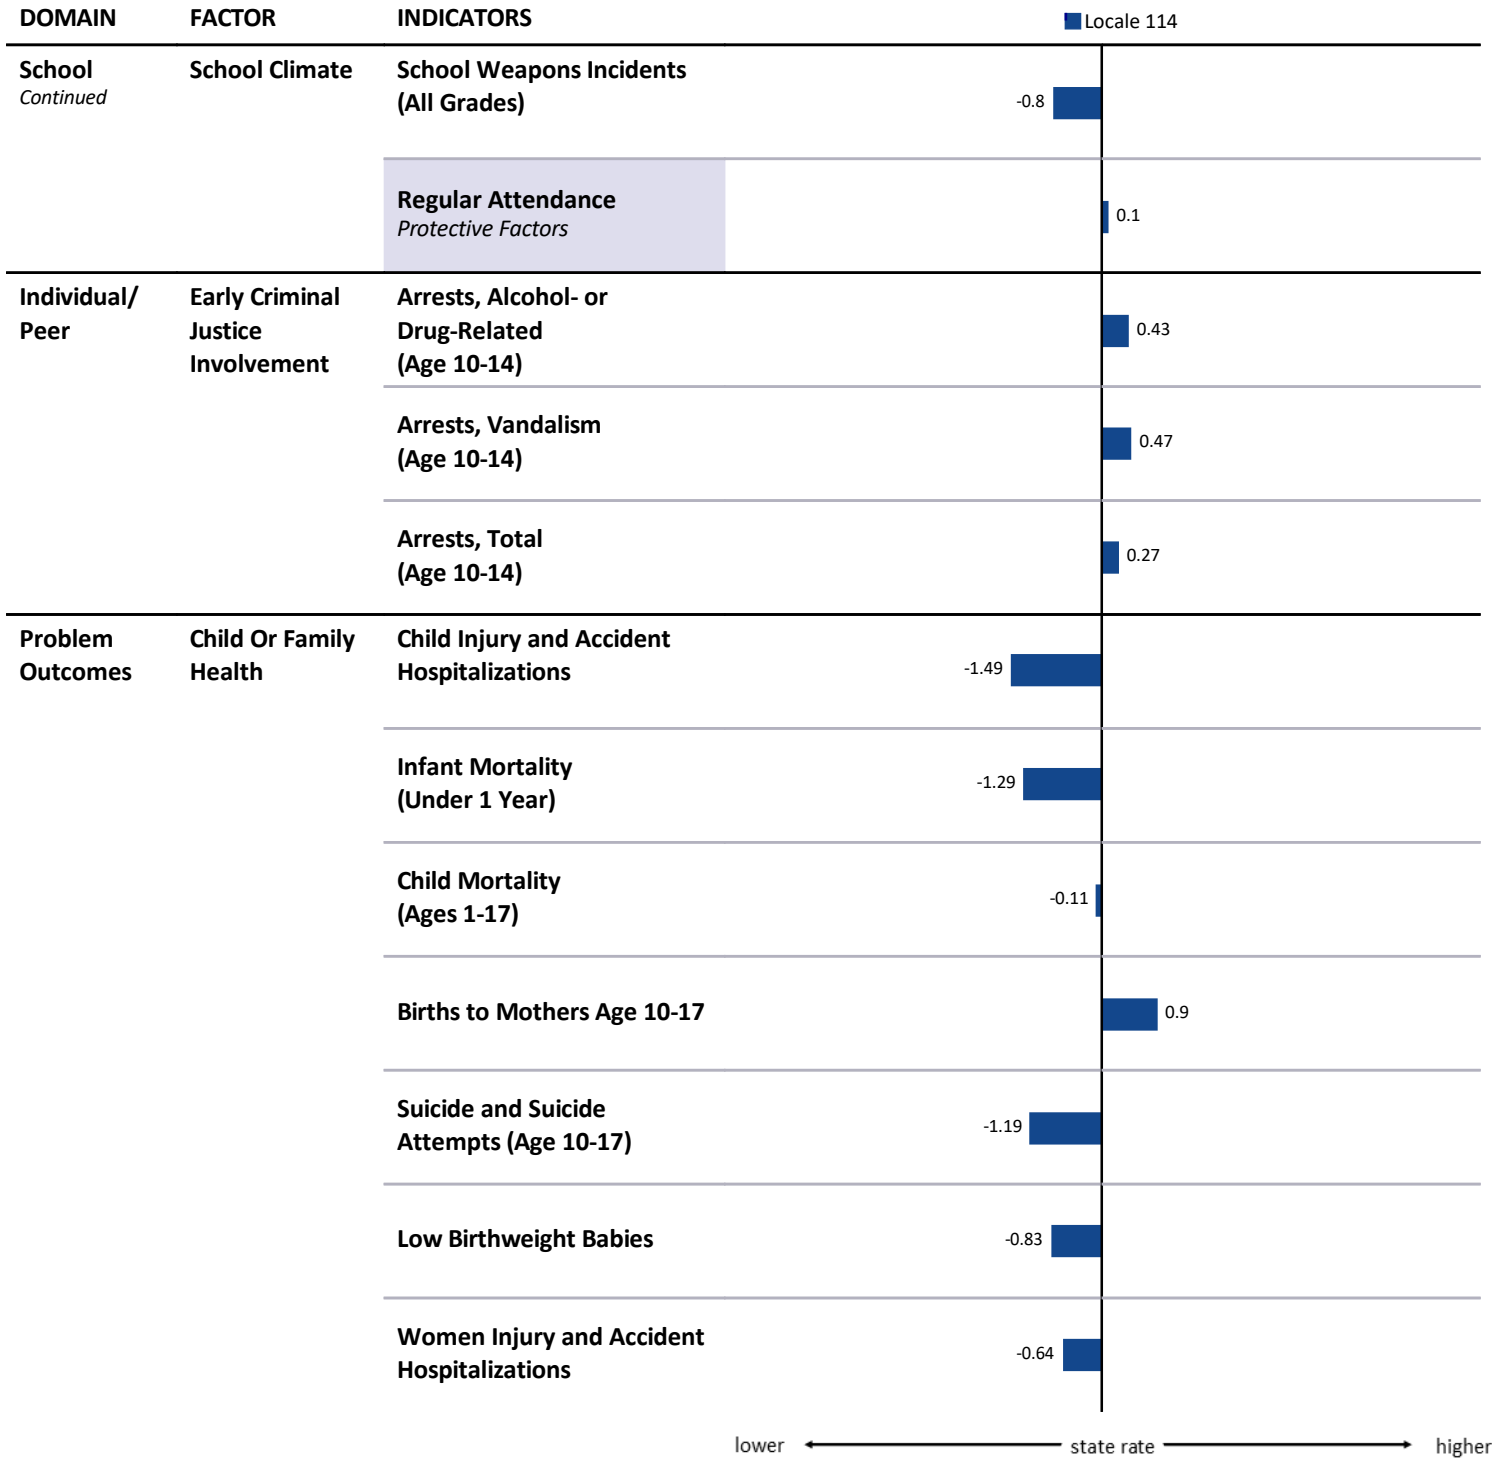 DOMAIN FACTOR INDICATORS Locale 114
School School Climate School Weapons Incidents
Continued (All Grades)
-0.8
Regular Attendance
Protective Factors
0.1
Individual/ Early Criminal Arrests, Alcohol- or
Peer Justice Drug-Related
Involvement (Age 10-14)
0.43
Arrests, Vandalism
(Age 10-14)
0.47
Arrests, Total
(Age 10-14)
0.27
Problem Child Or Family Child Injury and Accident
Outcomes Health Hospitalizations
-1.49
Infant Mortality
(Under 1 Year)
-1.29
Child Mortality
(Ages 1-17)
-0.11
Births to Mothers Age 10-17
0.9
Suicide and Suicide
Attempts (Age 10-17)
-1.19
Low Birthweight Babies
-0.83
Women Injury and Accident
Hospitalizations
-0.64
lower state rate higher